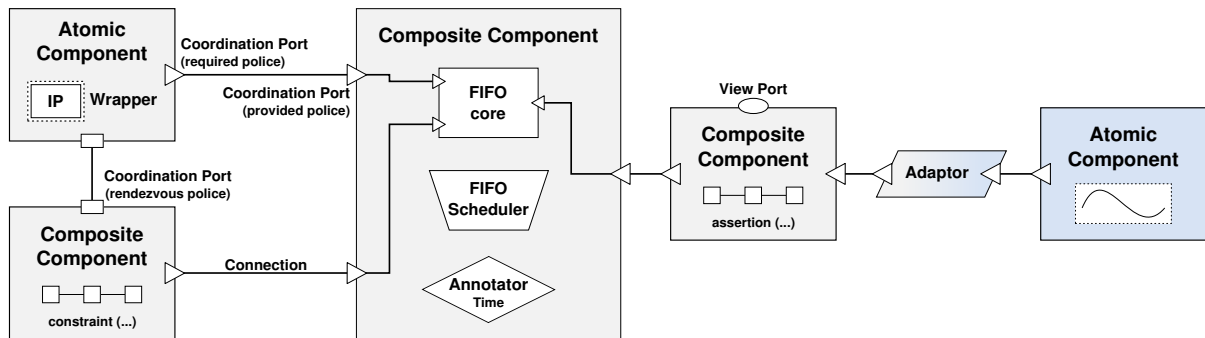 Atomic
Component
IP
Wrapper
Coordination Port
(required police)
Coordination Port
(provided police)
Coordination Port
(rendezvous police)
Composite
Component
constraint (...)
Connection
Composite Component
FIFO
core
FIFO
Scheduler
Annotator
Time
View Port
Composite
Component
assertion (...)
Adaptor
Atomic
Component